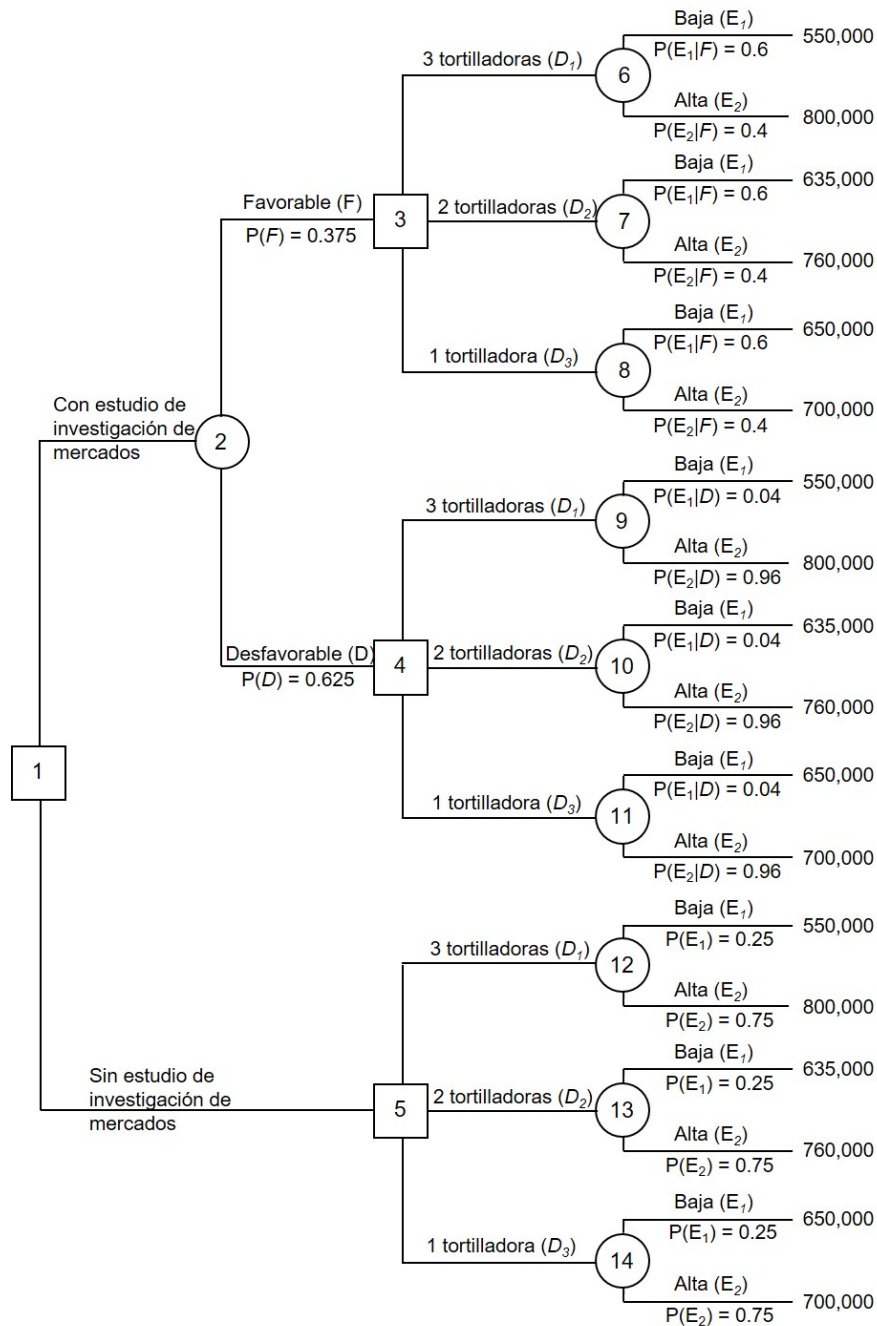 Baja (E₁)
550,000
P(E₁|F) = 0.6
3 tortilladoras (D₁)
6
Alta (E₂)
800,000
P(E₂|F) = 0.4
Baja (E₁)
635,000
P(E₁|F) = 0.6
Favorable (F)
P(F) = 0.375
3
2 tortilladoras (D₂)
7
Alta (E₂)
760,000
P(E₂|F) = 0.4
Baja (E₁)
650,000
P(E₁|F) = 0.6
1 tortilladora (D₃)
8
Alta (E₂)
700,000
P(E₂|F) = 0.4
Con estudio de
investigación de
mercados
2
Baja (E₁)
550,000
P(E₁|D) = 0.04
3 tortilladoras (D₁)
9
Alta (E₂)
800,000
P(E₂|D) = 0.96
Baja (E₁)
635,000
P(E₁|D) = 0.04
Desfavorable (D)
P(D) = 0.625
4
2 tortilladoras (D₂)
10
Alta (E₂)
760,000
P(E₂|D) = 0.96
1
Baja (E₁)
650,000
P(E₁|D) = 0.04
1 tortilladora (D₃)
11
Alta (E₂)
700,000
P(E₂|D) = 0.96
Baja (E₁)
550,000
P(E₁) = 0.25
3 tortilladoras (D₁)
12
Alta (E₂)
800,000
P(E₂) = 0.75
Sin estudio de
investigación de
mercados
5
Baja (E₁)
635,000
P(E₁) = 0.25
2 tortilladoras (D₂)
13
Alta (E₂)
760,000
P(E₂) = 0.75
Baja (E₁)
650,000
P(E₁) = 0.25
1 tortilladora (D₃)
14
Alta (E₂)
700,000
P(E₂) = 0.75